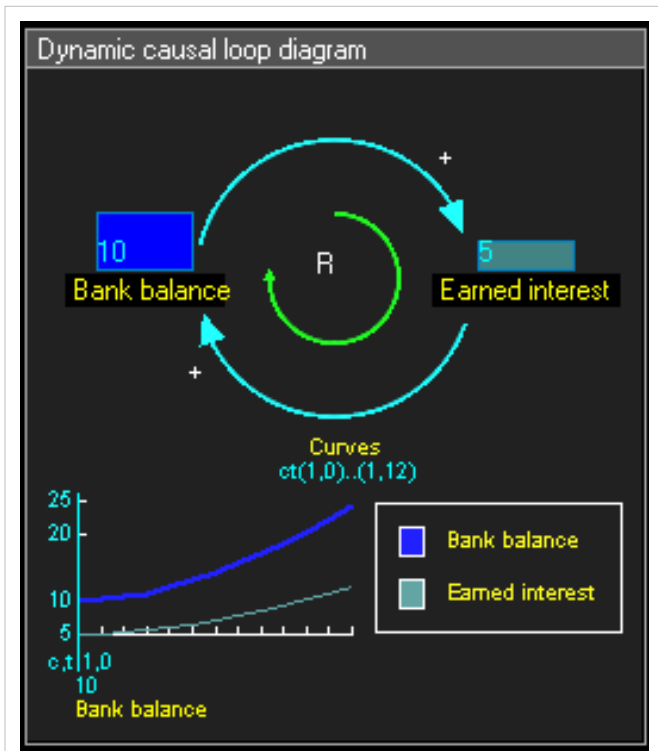 Dynamic causal loop diagram
+
10
5
R
Bank balance
Earned interest
+
Curves
ct(1,0)..(1,12)
25
20
Bank balance
10
Earned interest
5
c,t 1,0
10
Bank balance